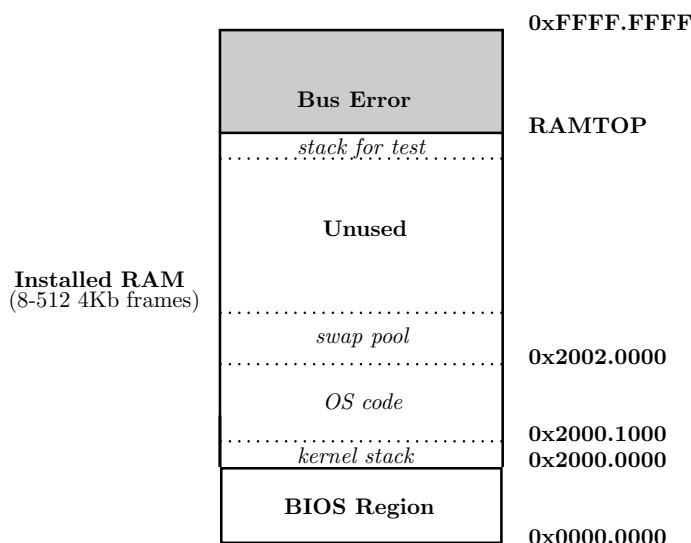 0xFFFF.FFFF
Bus Error
RAMTOP
stack for test
Unused
Installed RAM
(8-512 4Kb frames)
swap pool
0x2002.0000
OS code
0x2000.1000
kernel stack
0x2000.0000
BIOS Region
0x0000.0000